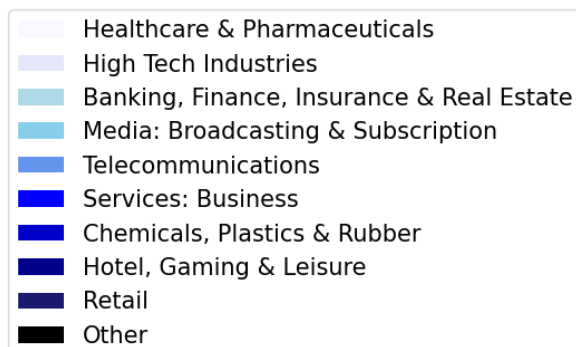 Healthcare & Pharmaceuticals
High Tech Industries
Banking, Finance, Insurance & Real Estate
Media: Broadcasting & Subscription
Telecommunications
Services: Business
Chemicals, Plastics & Rubber
Hotel, Gaming & Leisure
Retail
Other